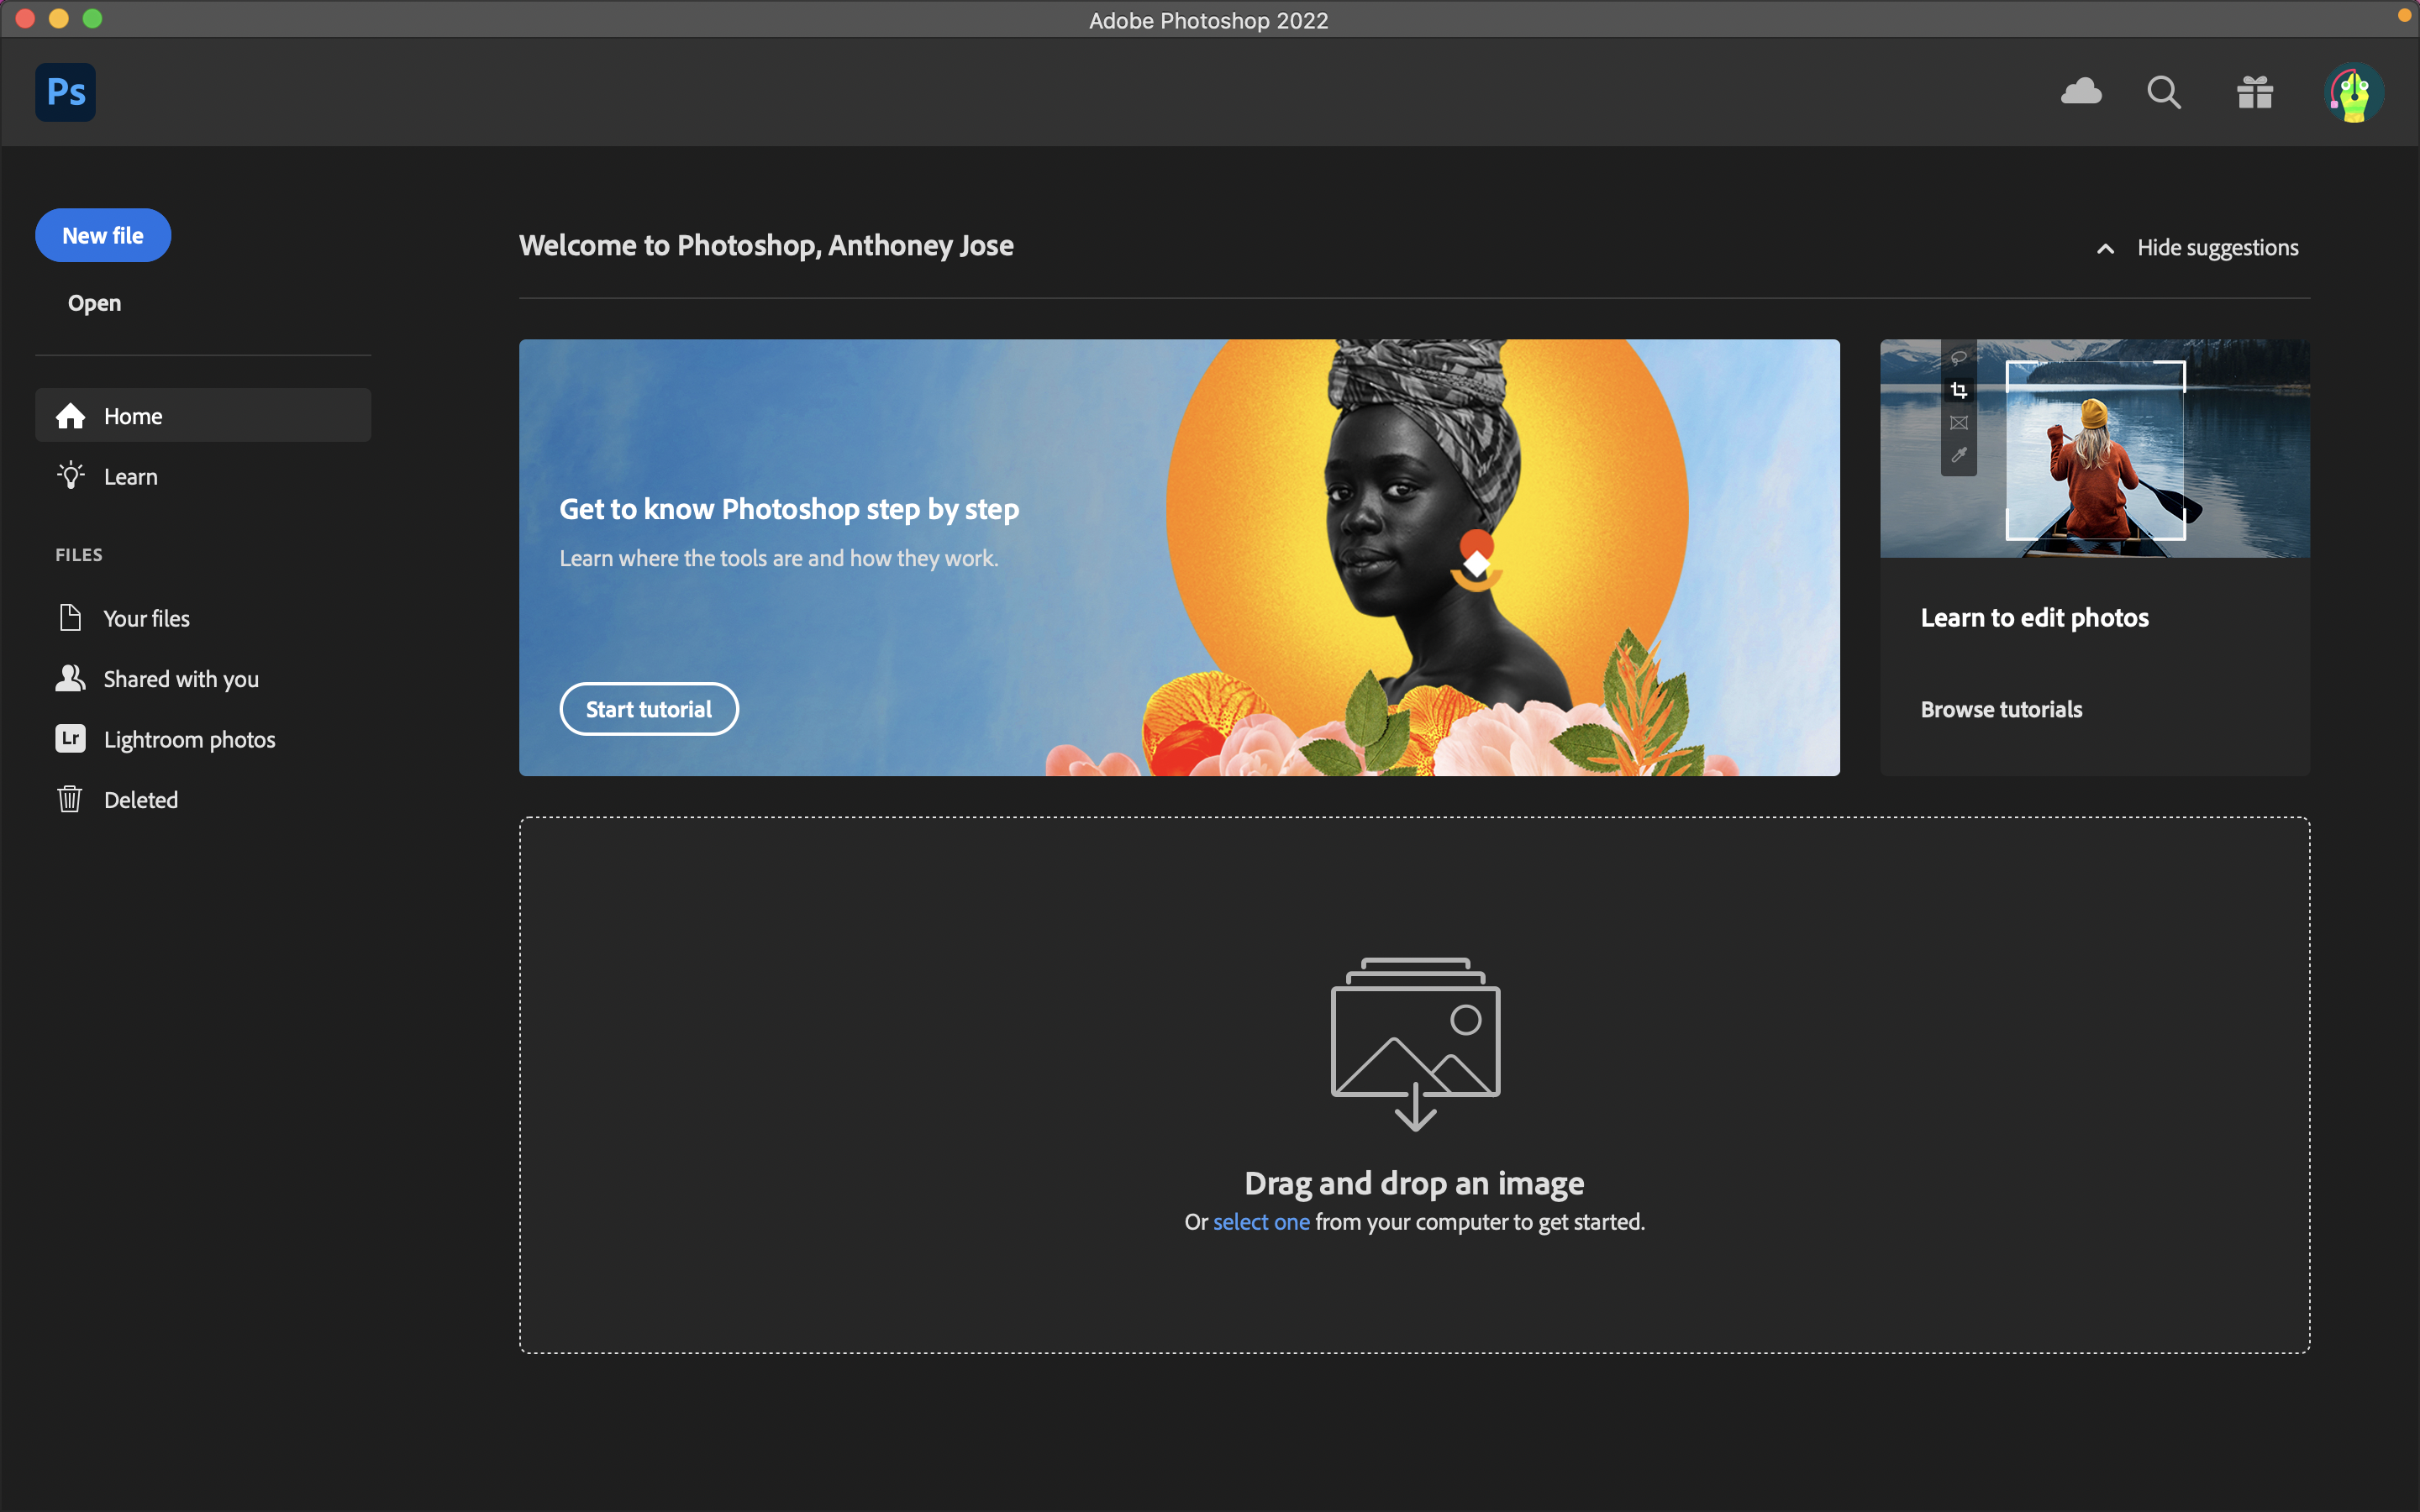 Adobe Photoshop 2022
Ps
New file
Open
Home
Learn
FILES
Your files
Shared with you
Lr
Lightroom photos
Deleted
Welcome to Photoshop, Anthoney Jose
Hide suggestions
Get to know Photoshop step by step
Learn where the tools are and how they work.
Start tutorial
Learn to edit photos
Browse tutorials
Drag and drop an image
Or select one from your computer to get started.